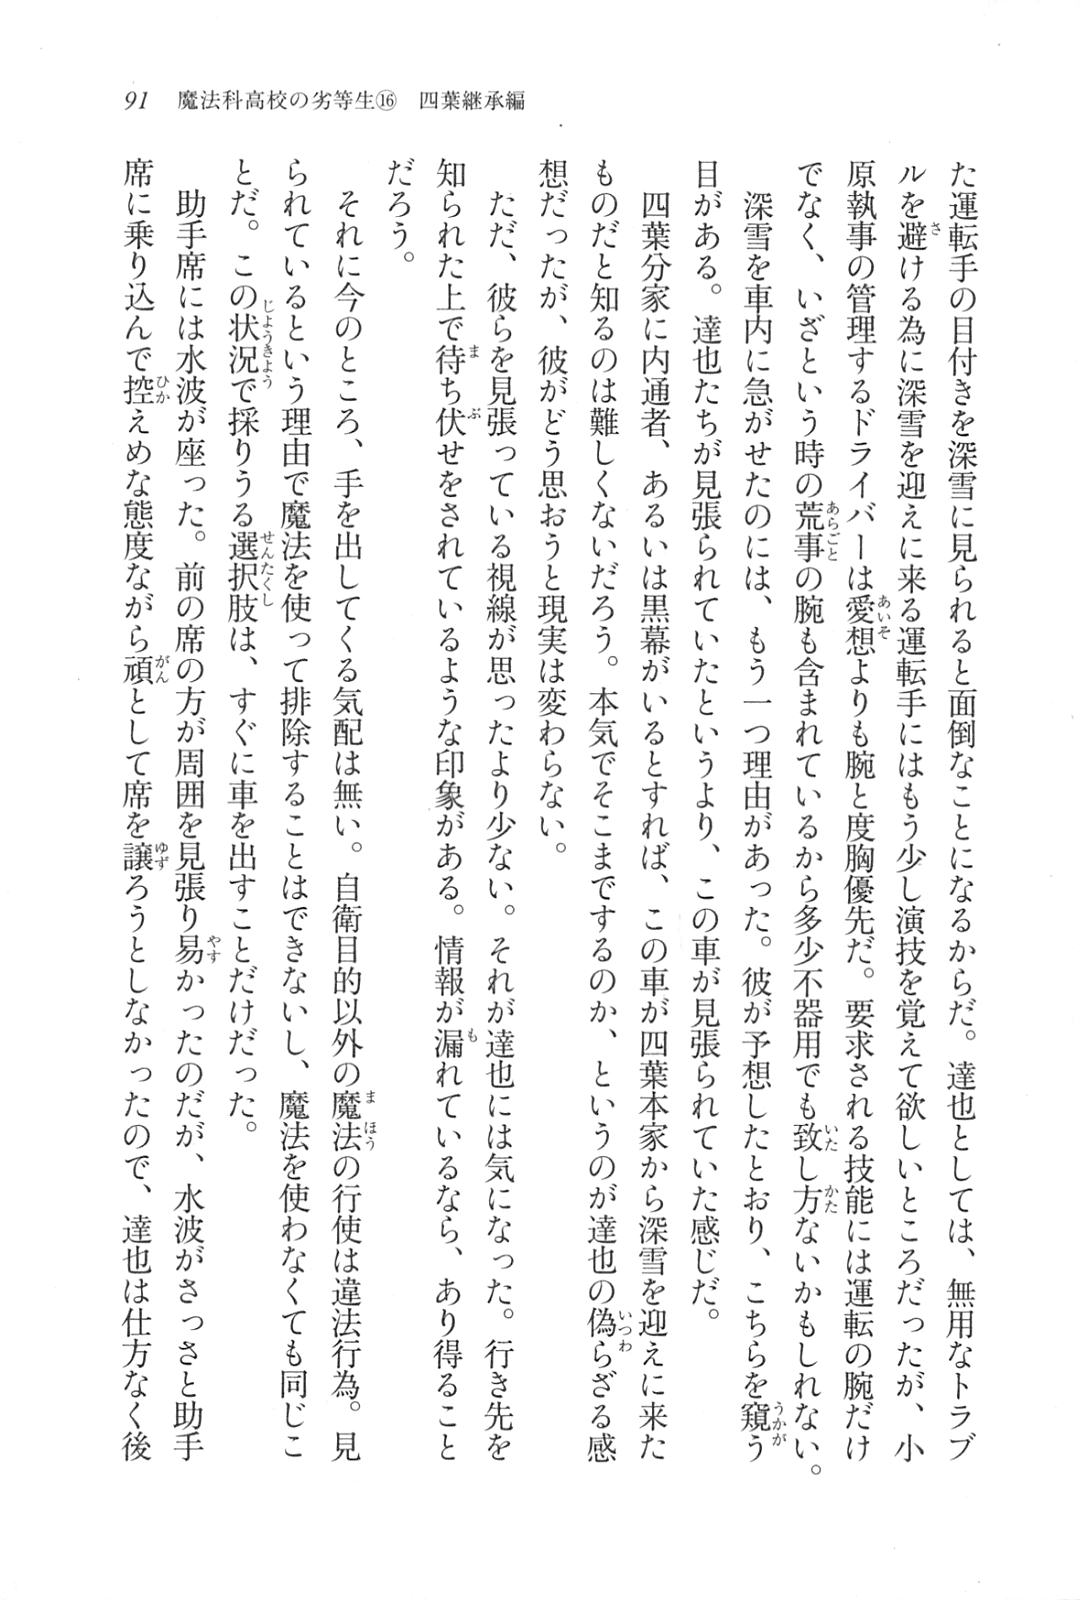 91 魔法科高校の劣等生⑯ 四葉継承編
た運転手の目付きを深雪に見られると面倒なことになるからだ。達也としては、無用なトラブ
ルを避ける為に深雪を迎えに来る運転手にはもう少し演技を覚えて欲しいところだったが、小
原執事の管理するドライバーは愛想よりも腕と度胸優先だ。要求される技能には運転の腕だけ
でなく、いざという時の荒事の腕も含まれているから多少不器用でも致し方ないかもしれない。
深雪を車内に急がせたのには、もう一つ理由があった。彼が予想したとおり、こちらを窺う
目がある。達也たちが見張られていたというより、この車が見張られていた感じだ。
四葉分家に内通者、あるいは黒幕がいるとすれば、この車が四葉本家から深雪を迎えに来た
ものだと知るのは難しくないだろう。本気でそこまでするのか、というのが達也の偽らざる感
想だったが、彼がどう思おうと現実は変わらない。
ただ、彼らを見張っている視線が思ったより少ない。それが達也には気になった。行き先を
知られた上で待ち伏せをされているような印象がある。情報が漏れているなら、あり得ること
だろう。
それに今のところ、手を出してくる気配は無い。自衛目的以外の魔法の行使は違法行為。見
られているという理由で魔法を使って排除することはできないし、魔法を使わなくても同じこ
とだ。この状況で採りうる選択肢は、すぐに車を出すことだけだった。
助手席には水波が座った。前の席の方が周囲を見張り易かったのだが、水波がさっさと助手
席に乗り込んで控えめな態度ながら頑として席を譲ろうとしなかったので、達也は仕方なく後